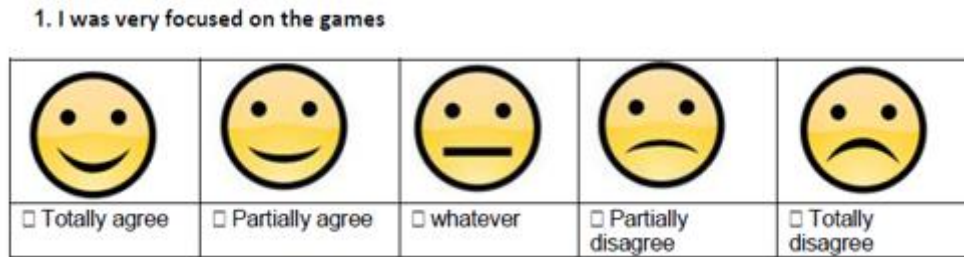 1. I was very focused on the games
☐ Totally agree
☐ Partially agree
☐ whatever
☐ Partially
disagree
☐ Totally
disagree